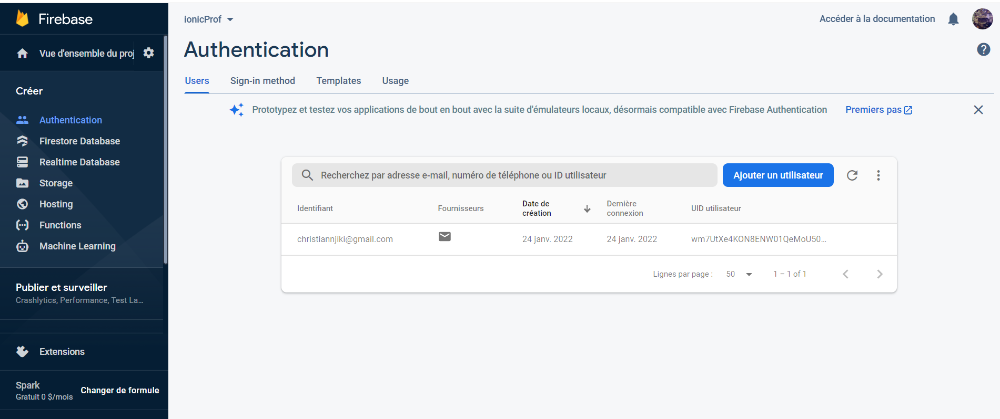 Firebase
Vue d'ensemble du proj
Créer
Authentication
Firestore Database
Realtime Database
Storage
Hosting
Functions
Machine Learning
Publier et surveiller
Crashlytics, Performance, Test La...
Extensions
Spark
Gratuit 0 $/mois
Changer de formule
ionicProf
Accéder à la documentation
Authentication
Users Sign-in method Templates Usage
Prototypez et testez vos applications de bout en bout avec la suite d'émulateurs locaux, désormais compatible avec Firebase Authentication Premiers pas
Recherchez par adresse e-mail, numéro de téléphone ou ID utilisateur
Ajouter un utilisateur
Identifiant
Fournisseurs
Date de
création
Dernière
connexion
UID utilisateur
christiannjiki@gmail.com 24 janv. 2022 24 janv. 2022 wm7UtXe4KON8ENW01QeMoU50...
Lignes par page : 50 1 – 1 of 1